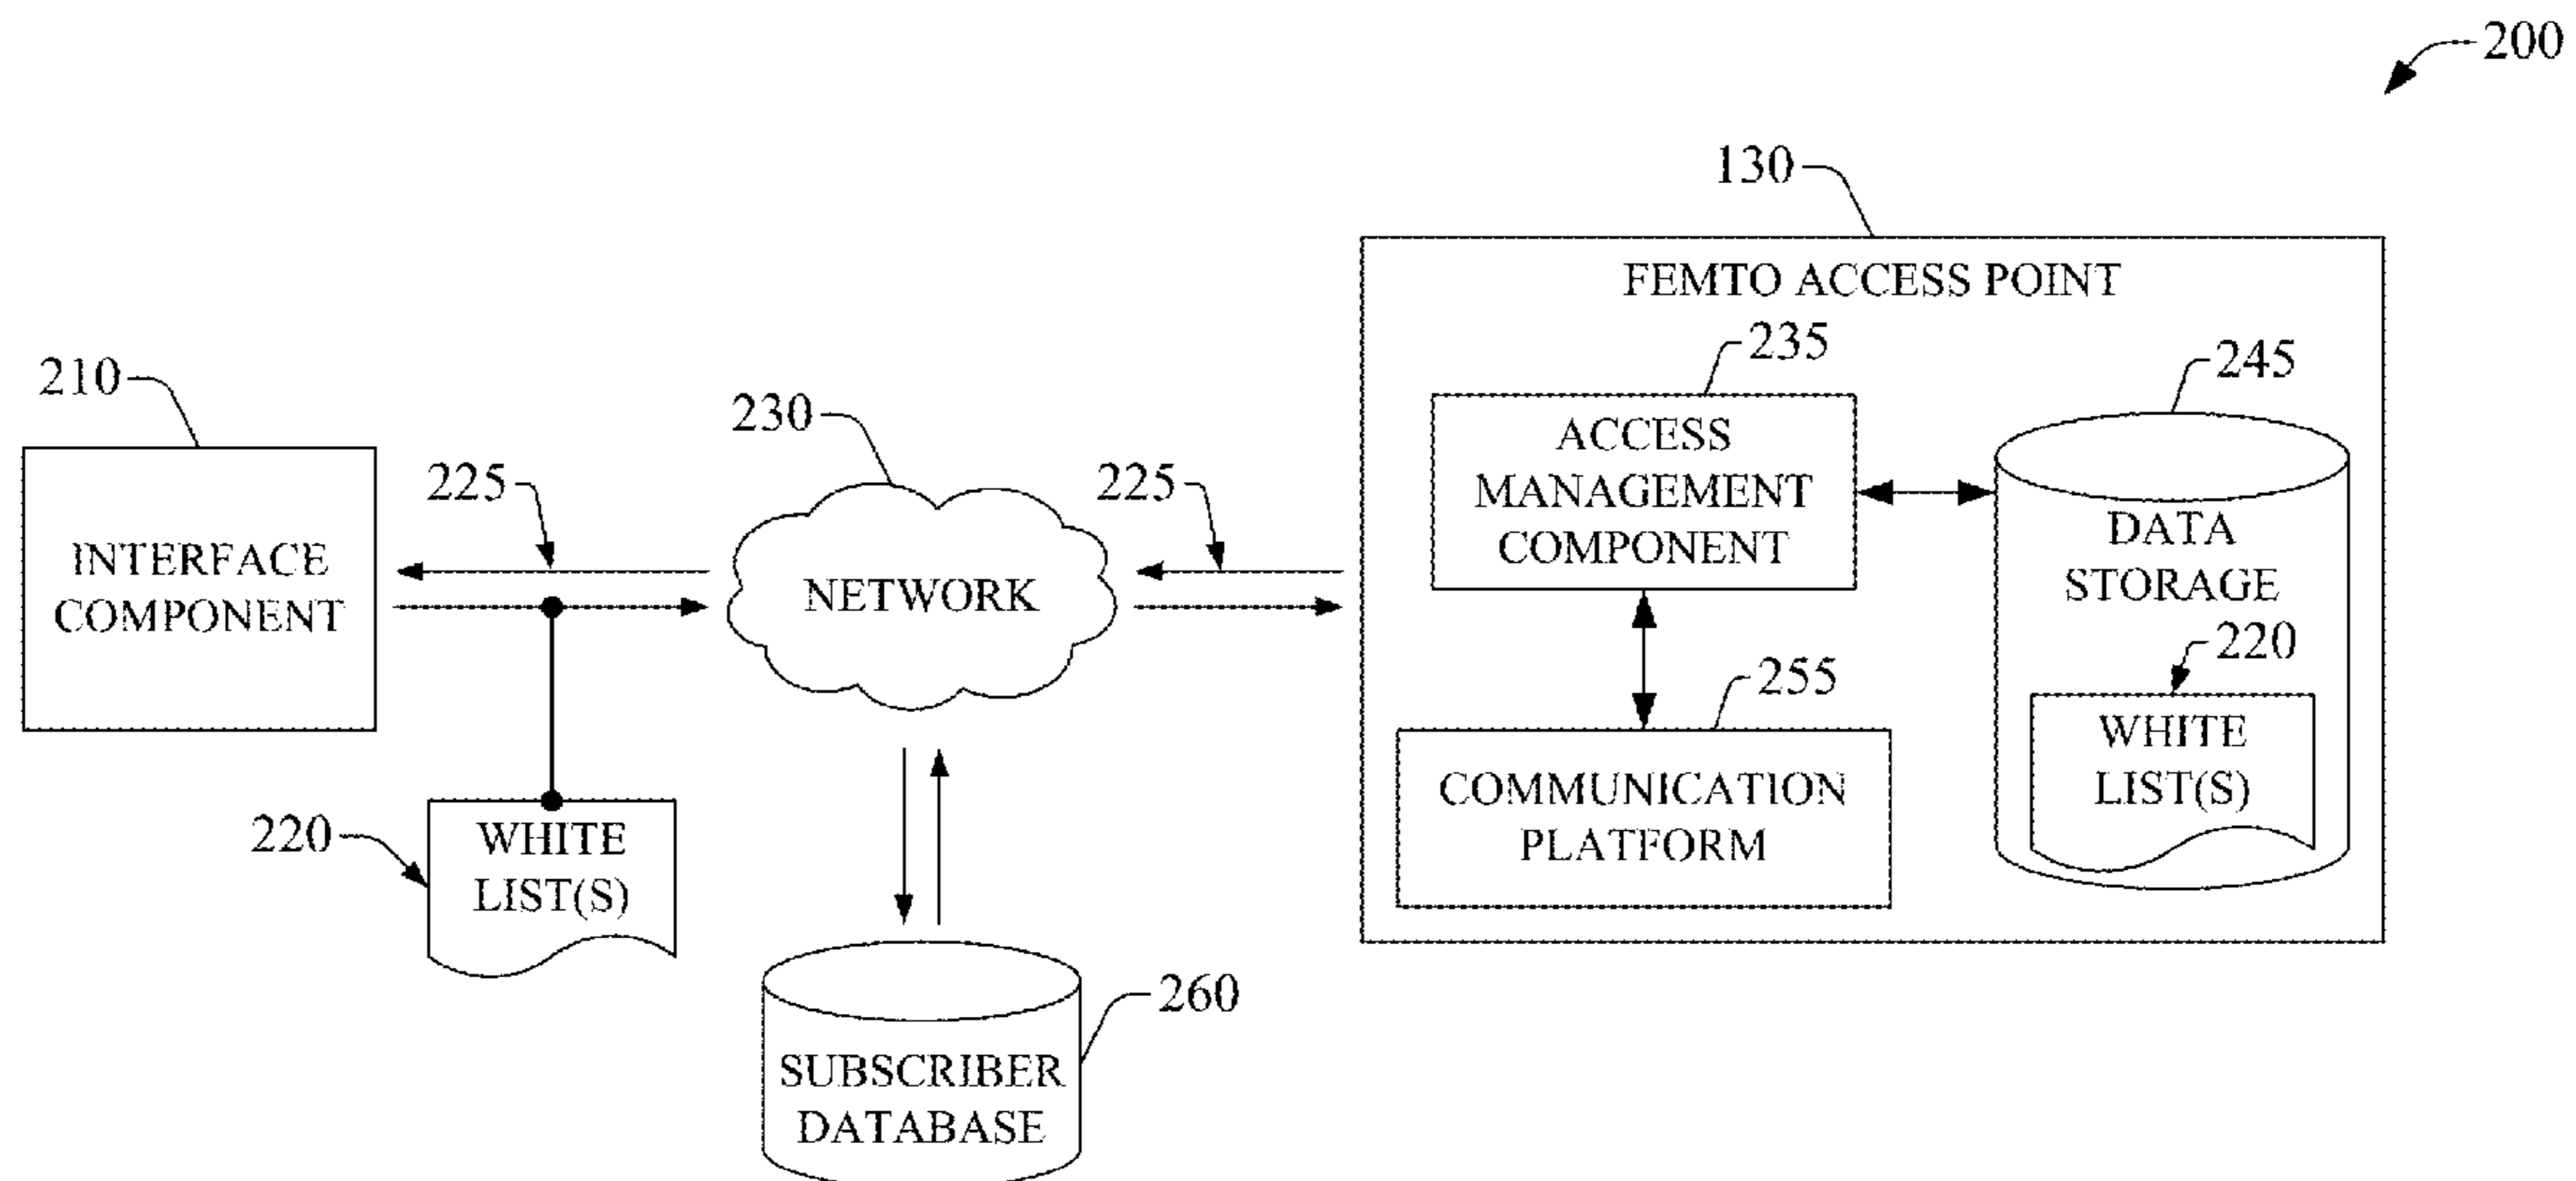 200
130
FEMTO ACCESS POINT
235
245
210
230
ACCESS
MANAGEMENT
COMPONENT
225
225
DATA
STORAGE
INTERFACE
COMPONENT
NETWORK
220
255
WHITE
LIST(S)
COMMUNICATION
PLATFORM
220
WHITE
LIST(S)
260
SUBSCRIBER
DATABASE